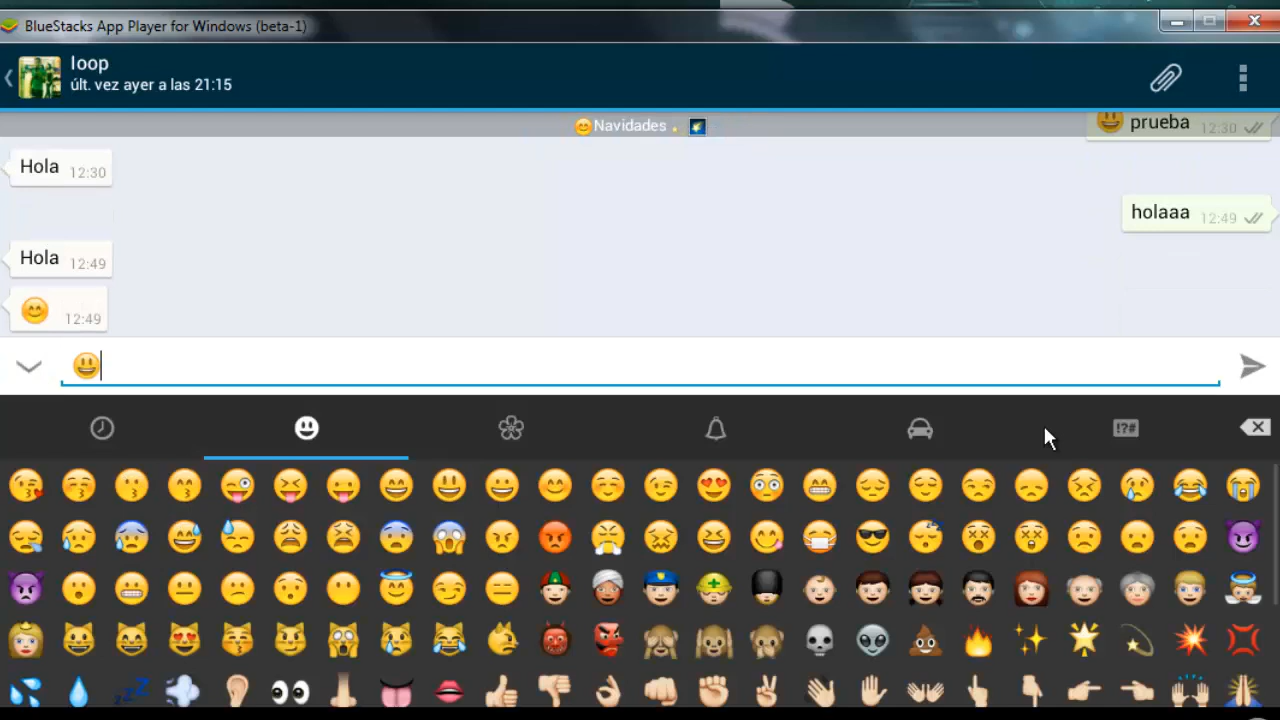 BlueStacks App Player for Windows (beta-1)
loop
últ. vez ayer a las 21:15
Navidades
prueba 12:30
Hola 12:30
holaaa 12:49
Hola 12:49
12:49
!?#